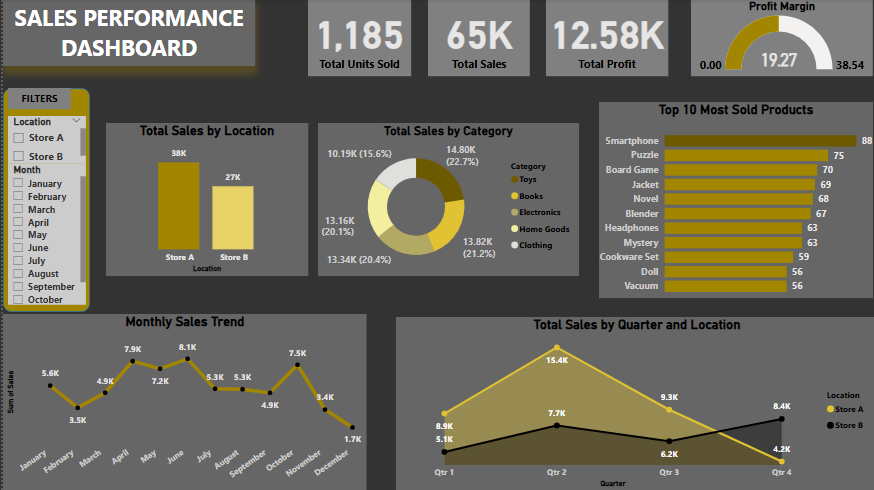 SALES PERFORMANCE
DASHBOARD
1,185
Total Units Sold
65K
Total Sales
12.58K
Total Profit
Profit Margin
0.00
19.27
38.54
FILTERS
Location
Store A
Store B
Month
January
February
March
April
May
June
July
August
September
October
Total Sales by Location
38K
27K
Store A
Store B
Location
Total Sales by Category
10.19K (15.6%)
14.80K
(22.7%)
13.16K
(20.1%)
13.34K (20.4%)
13.82K
(21.2%)
Category
Toys
Books
Electronics
Home Goods
Clothing
Top 10 Most Sold Products
Smartphone 88
Puzzle 75
Board Game 70
Jacket 69
Novel 68
Blender 67
Headphones 63
Mystery 63
Cookware Set 59
Doll 56
Vacuum 56
Monthly Sales Trend
Sum of Sales
5.6K
3.5K
4.9K
7.9K
7.2K
8.1K
5.3K
5.3K
4.9K
7.5K
3.4K
1.7K
January
February
March
April
May
June
July
August
September
October
November
December
Total Sales by Quarter and Location
8.9K
5.1K
15.4K
7.7K
9.3K
6.2K
8.4K
4.2K
Qtr 1
Qtr 2
Qtr 3
Qtr 4
Quarter
Location
Store A
Store B